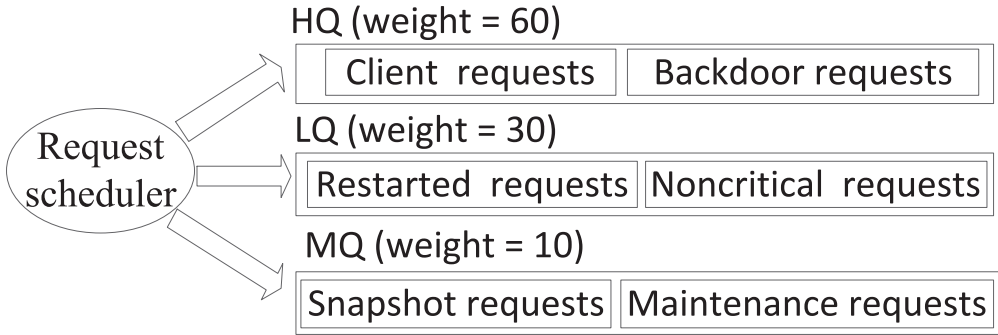 HQ (weight = 60)
Client requests
Backdoor requests
Request
scheduler
LQ (weight = 30)
Restarted requests
Noncritical requests
MQ (weight = 10)
Snapshot requests
Maintenance requests